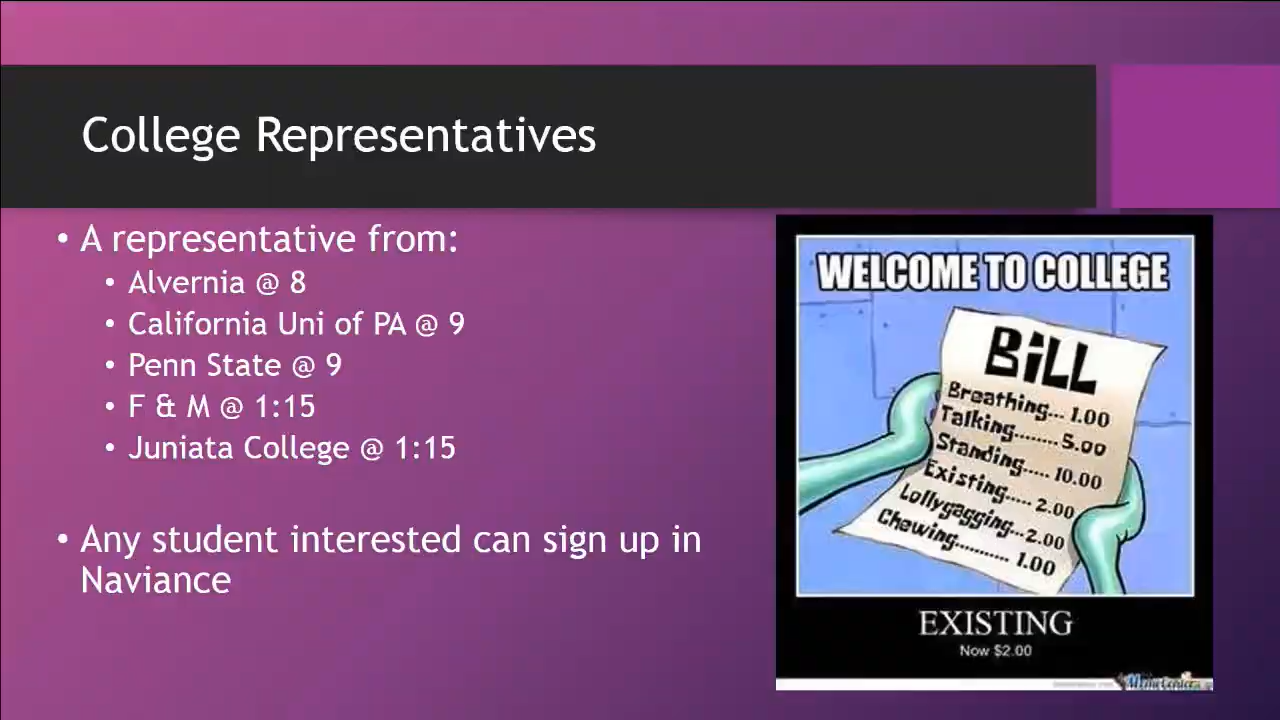 College Representatives
• A representative from:
• Alvernia @ 8
• California Uni of PA @ 9
• Penn State @ 9
• F & M @ 1:15
• Juniata College @ 1:15
• Any student interested can sign up in
Naviance
WELCOME TO COLLEGE
BiLL
Breathing... 1.00
Talking........ 5.00
Standing..... 10.00
Existing..... 2.00
Lollygagging...2.00
Chewing.......... 1.00
EXISTING
Now $2.00
MemeCenter